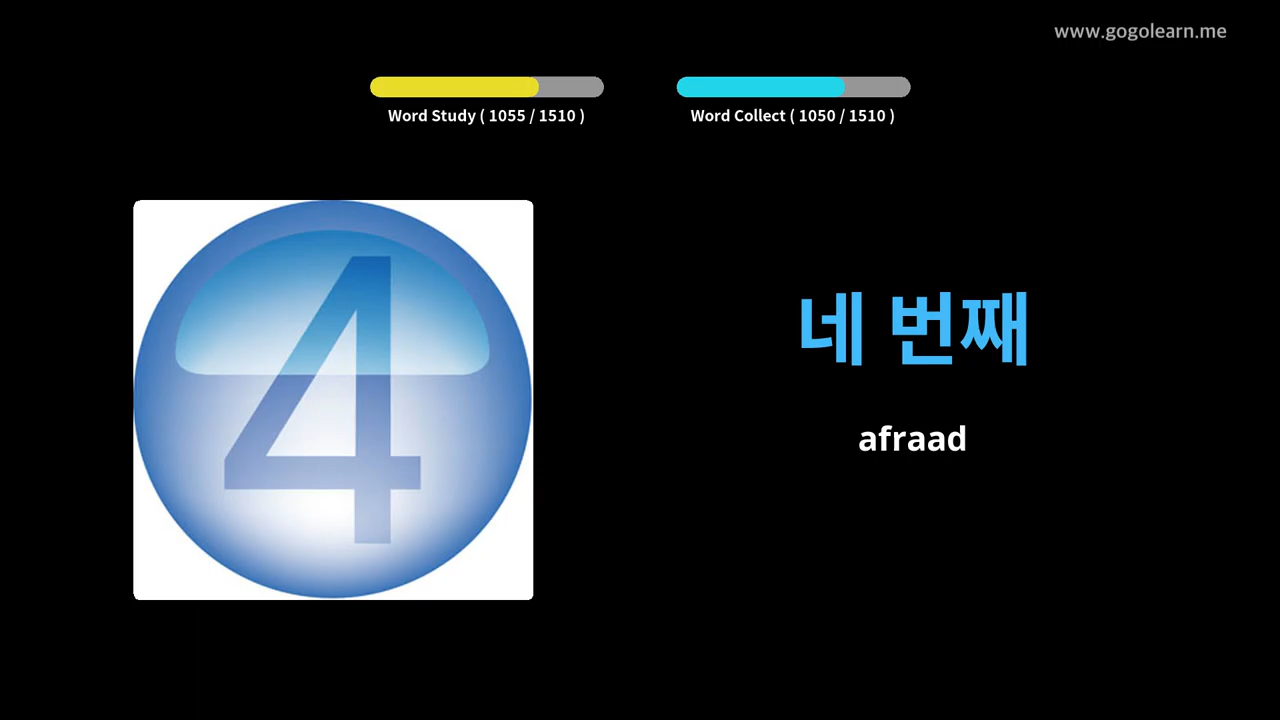 www.gogolearn.me
Word Study ( 1055 / 1510 )
Word Collect ( 1050 / 1510 )
4
네 번째
afraad